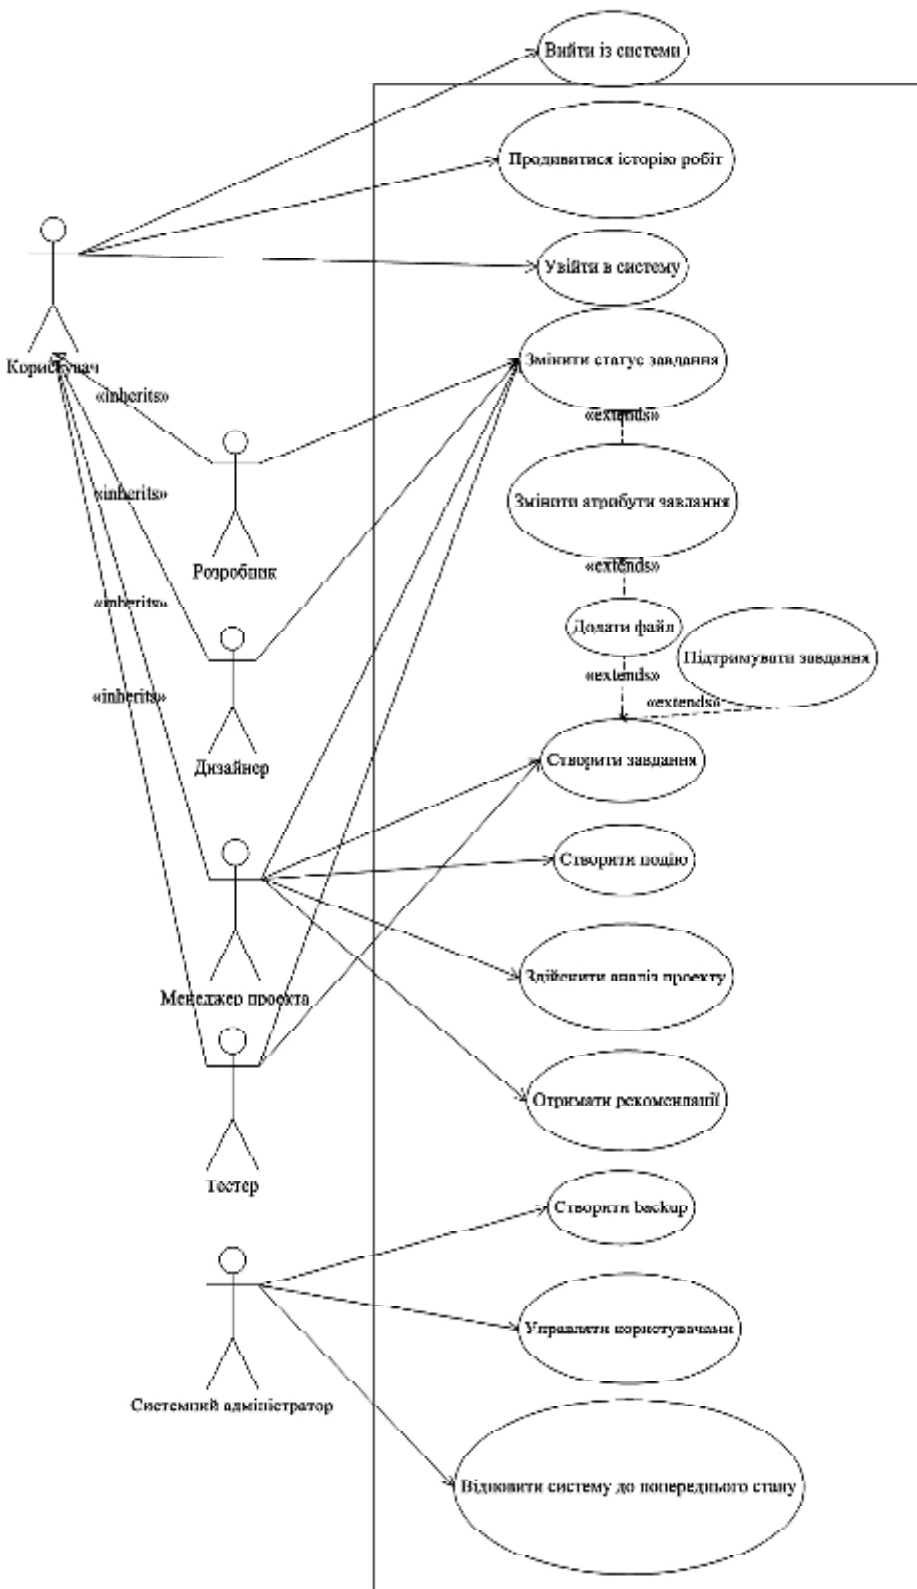 Вийти із системи
Продивитися історію робіт
Увійти в систему
Користувач
Змінити статус завдання
«inherits»
«extends»
«inherits»
Змінити атрибути завдання
Розробник
«extends»
«inherits»
Додати файл
Підтримувати завдання
«extends»
«inherits»
«extends»
Дизайнер
Створити завдання
Створити подію
Здійснити аналіз проекту
Менеджер проекта
Отримати рекомендації
Тестер
Створити backup
Управляти користувачами
Системний адміністратор
Відновити систему до попереднього стану